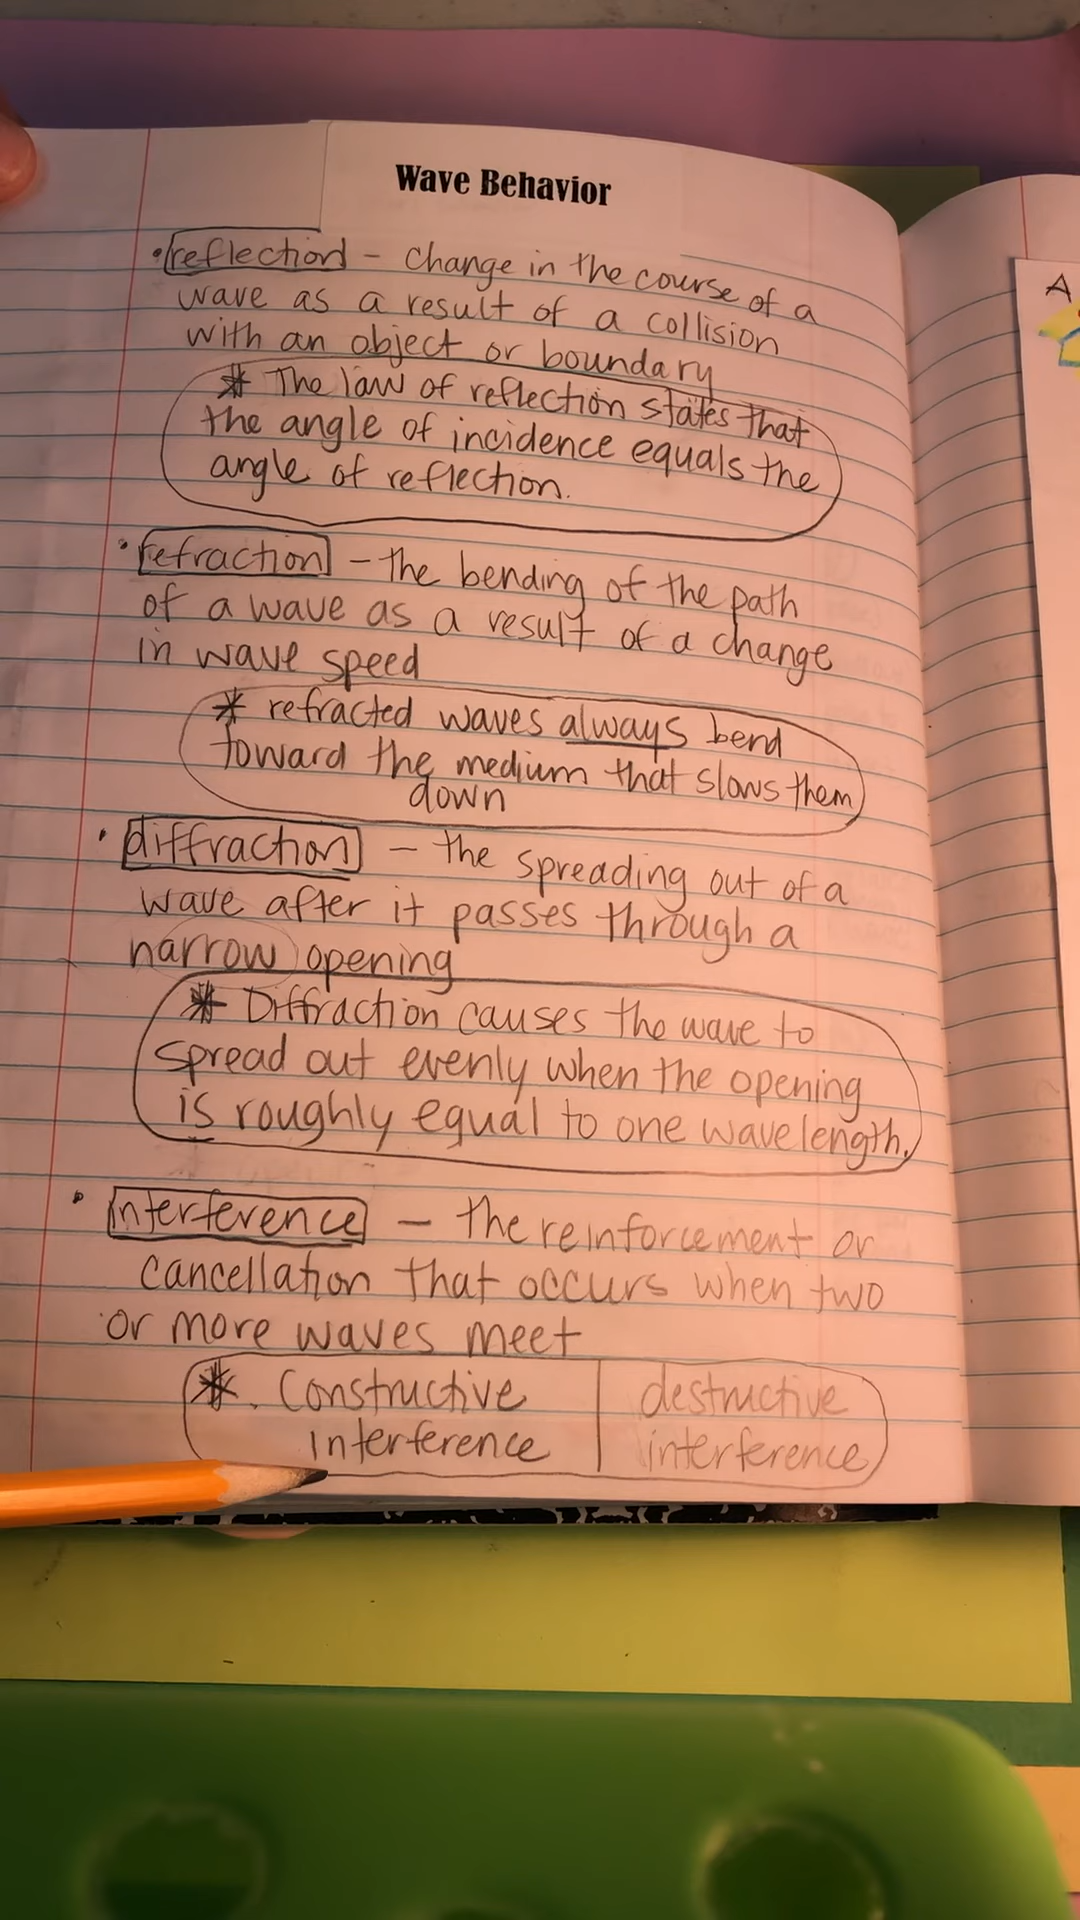 Wave Behavior
• reflection - change in the course of a
wave as a result of a collision
with an object or boundary
* The law of reflection states that
the angle of incidence equals the
angle of reflection.
• refraction - the bending of the path
of a wave as a result of a change
in wave speed
* refracted waves always bend
toward the medium that slows them
down
• diffraction - the spreading out of a
wave after it passes through a
narrow opening
* Diffraction causes the wave to
spread out evenly when the opening
is roughly equal to one wavelength.
• interference - the reinforcement or
cancellation that occurs when two
or more waves meet
*. Constructive interference
destructive interference
A